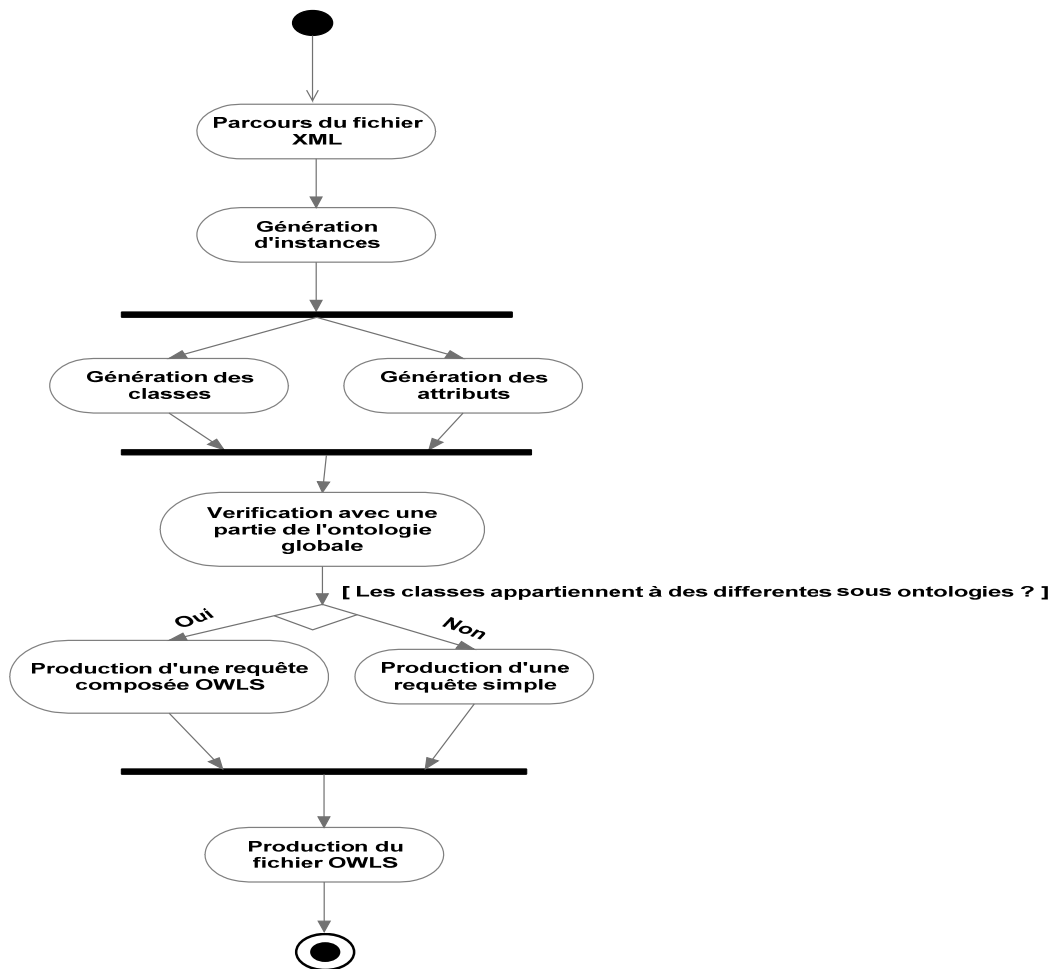 Parcours du fichier
XML
Génération
d'instances
Génération des
classes
Génération des
attributs
Verification avec une
partie de l'ontologie
globale
[ Les classes appartiennent à des differentes sous ontologies ? ]
Oui
Non
Production d'une requête
composée OWLS
Production d'une
requête simple
Production du
fichier OWLS